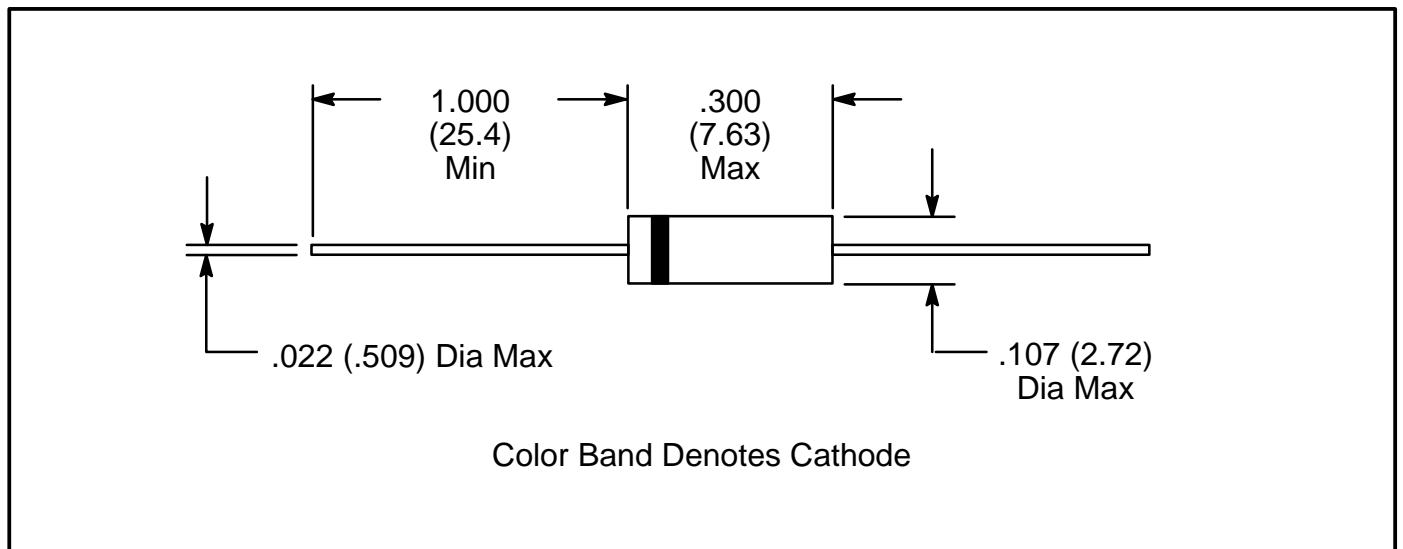 1.000
(25.4)
Min
.300
(7.63)
Max
.022 (.509) Dia Max
.107 (2.72)
Dia Max
Color Band Denotes Cathode